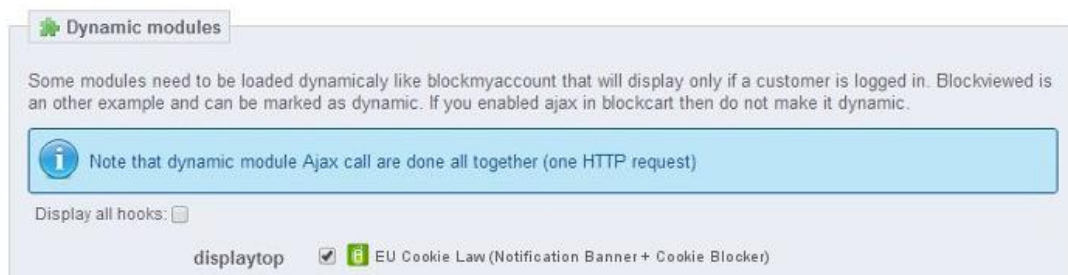 Dynamic modules
Some modules need to be loaded dynamicaly like blockmyaccount that will display only if a customer is logged in. Blockviewed is
an other example and can be marked as dynamic. If you enabled ajax in blockcart then do not make it dynamic.
Note that dynamic module Ajax call are done all together (one HTTP request)
Display all hooks:
displaytop EU Cookie Law (Notification Banner + Cookie Blocker)